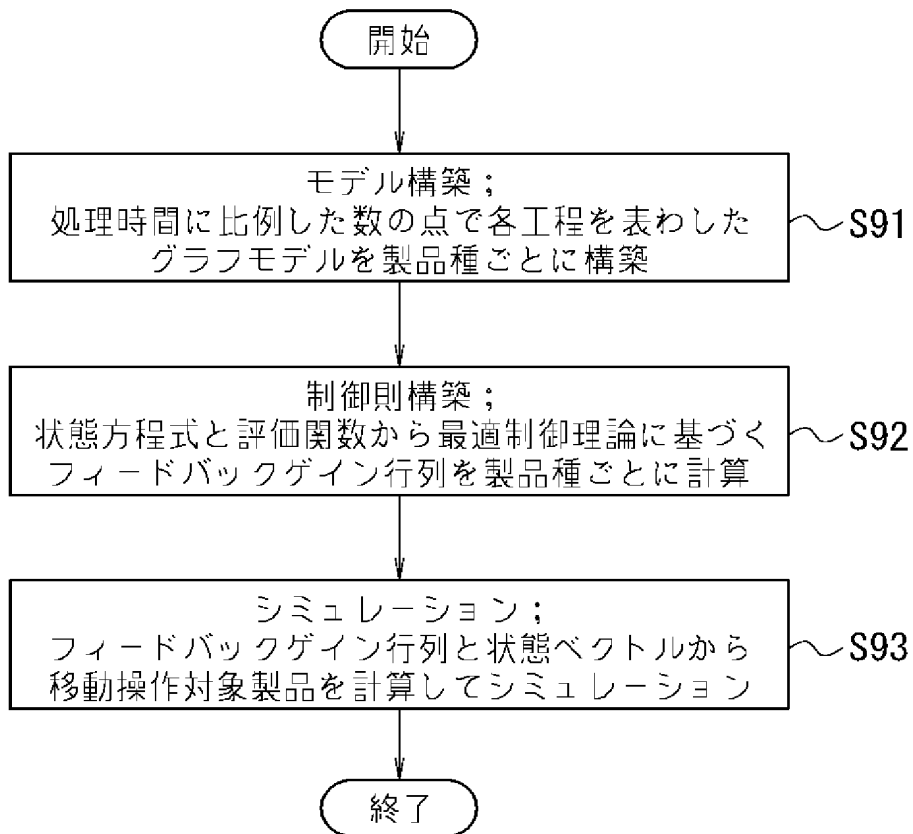 開始
モデル構築；
処理時間に比例した数の点で各工程を表わした
グラフモデルを製品種ごとに構築
S91
制御則構築；
状態方程式と評価関数から最適制御理論に基づく
フィードバックゲイン行列を製品種ごとに計算
S92
シミュレーション；
フィードバックゲイン行列と状態ベクトルから
移動操作対象製品を計算してシミュレーション
S93
終了